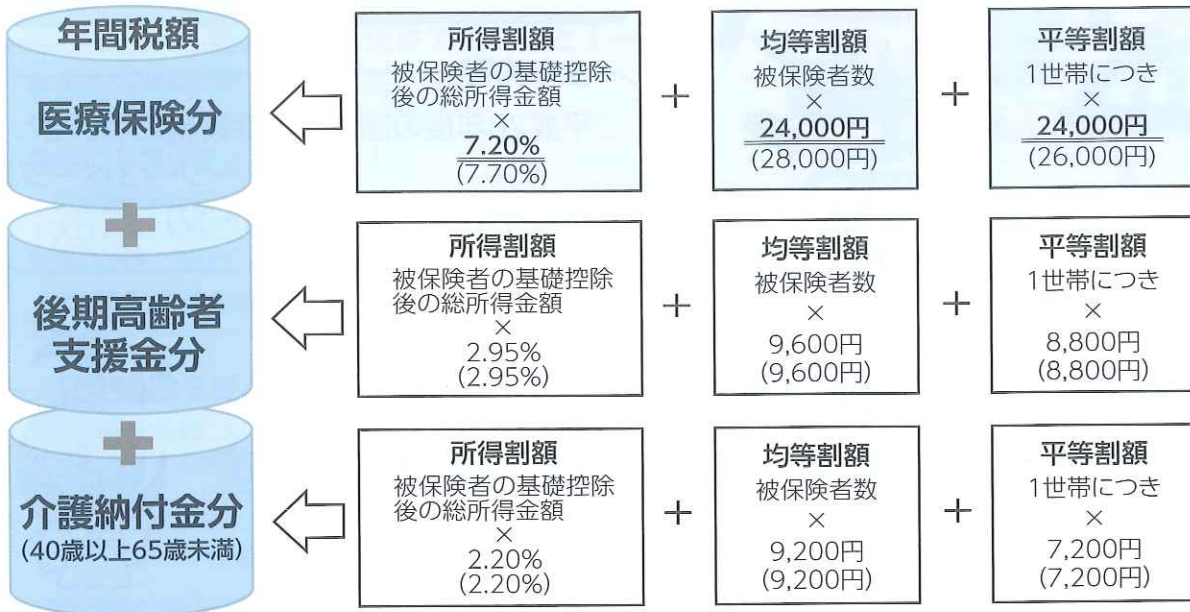 年間税額
医療保険分
所得割額
被保険者の基礎控除
後の総所得金額
×
7.20%
(7.70%)
+
均等割額
被保険者数
×
24,000円
(28,000円)
+
平等割額
1世帯につき
×
24,000円
(26,000円)
+
後期高齢者
支援金分
所得割額
被保険者の基礎控除
後の総所得金額
×
2.95%
(2.95%)
+
均等割額
被保険者数
×
9,600円
(9,600円)
+
平等割額
1世帯につき
×
8,800円
(8,800円)
+
介護納付金分
(40歳以上65歳未満)
所得割額
被保険者の基礎控除
後の総所得金額
×
2.20%
(2.20%)
+
均等割額
被保険者数
×
9,200円
(9,200円)
+
平等割額
1世帯につき
×
7,200円
(7,200円)